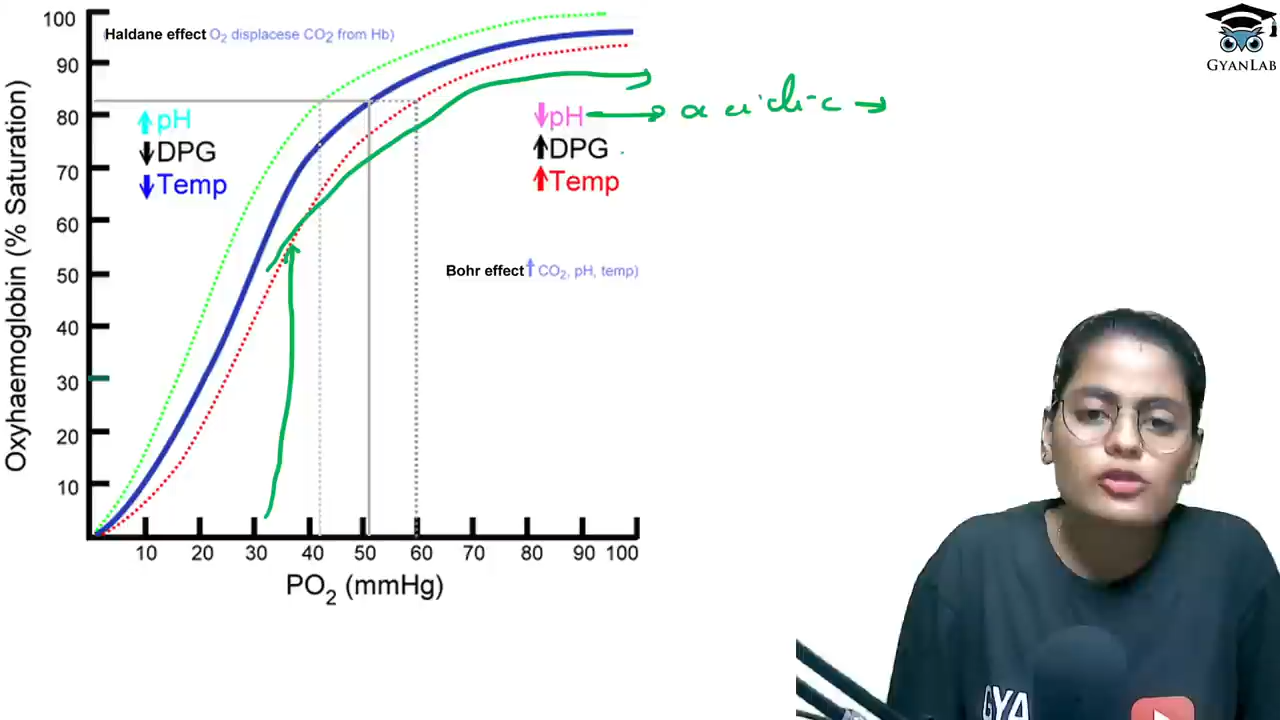 100
Haldane effect O2 displacese CO2 from Hb)
90
80
70
60
50
40
30
20
10
Oxyhaemoglobin (% Saturation)
↑pH
↓DPG
↓Temp
↓pH → acidic →
↑DPG
↑Temp
Bohr effect ↑ CO2, pH, temp)
10 20 30 40 50 60 70 80 90 100
PO2 (mmHg)
GYANLAB
GYA